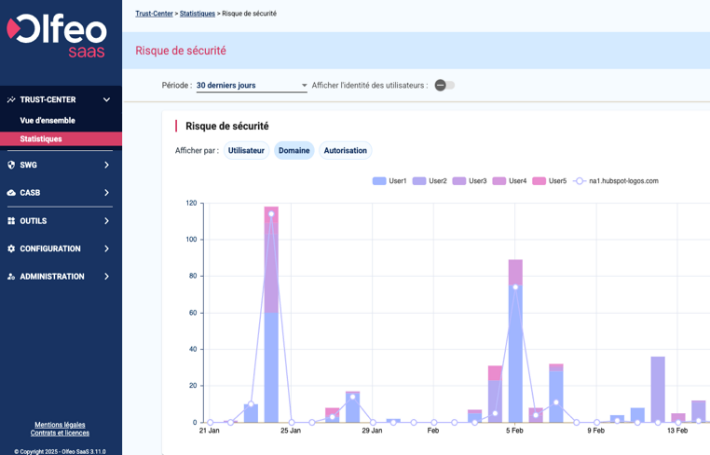 Olfeo
saas
Trust-Center > Statistiques > Risque de sécurité
Risque de sécurité
Période : 30 derniers jours Afficher l'identité des utilisateurs :
TRUST-CENTER
Vue d'ensemble
Statistiques
SWG
CASB
OUTILS
CONFIGURATION
ADMINISTRATION
Mentions légales
Contrats et licences
© Copyright 2025 - Olfeo SaaS 3.11.0
Risque de sécurité
Afficher par : Utilisateur Domaine Autorisation
User1 User2 User3 User4 User5 na1.hubspot-logos.com
120
100
80
60
40
20
0
21 Jan 25 Jan 29 Jan Feb 5 Feb 9 Feb 13 Feb